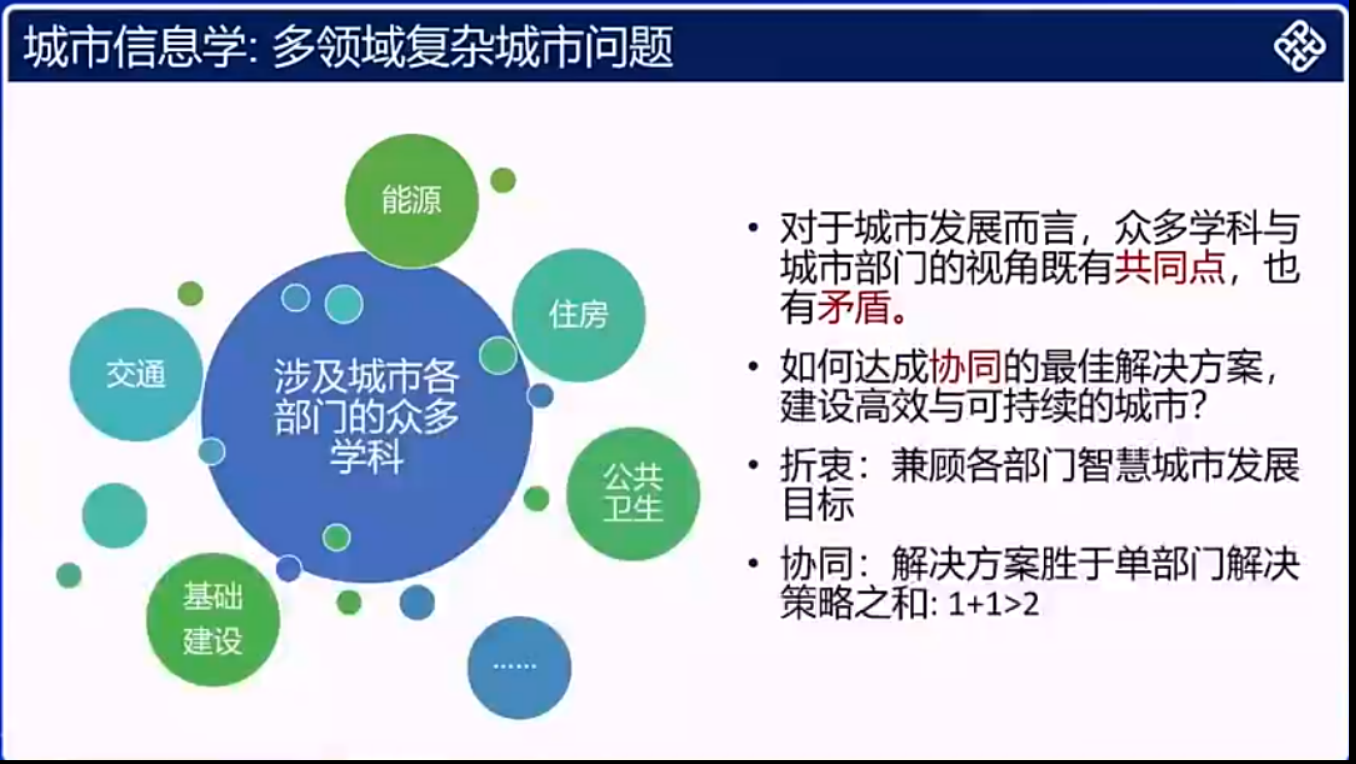 城市信息学: 多领域复杂城市问题
能源
住房
交通
涉及城市各
部门的众多
学科
公共
卫生
基础
建设
······
• 对于城市发展而言，众多学科与
城市部门的视角既有共同点，也
有矛盾。
• 如何达成协同的最佳解决方案，
建设高效与可持续的城市？
• 折衷：兼顾各部门智慧城市发展
目标
• 协同：解决方案胜于单部门解决
策略之和: 1+1>2